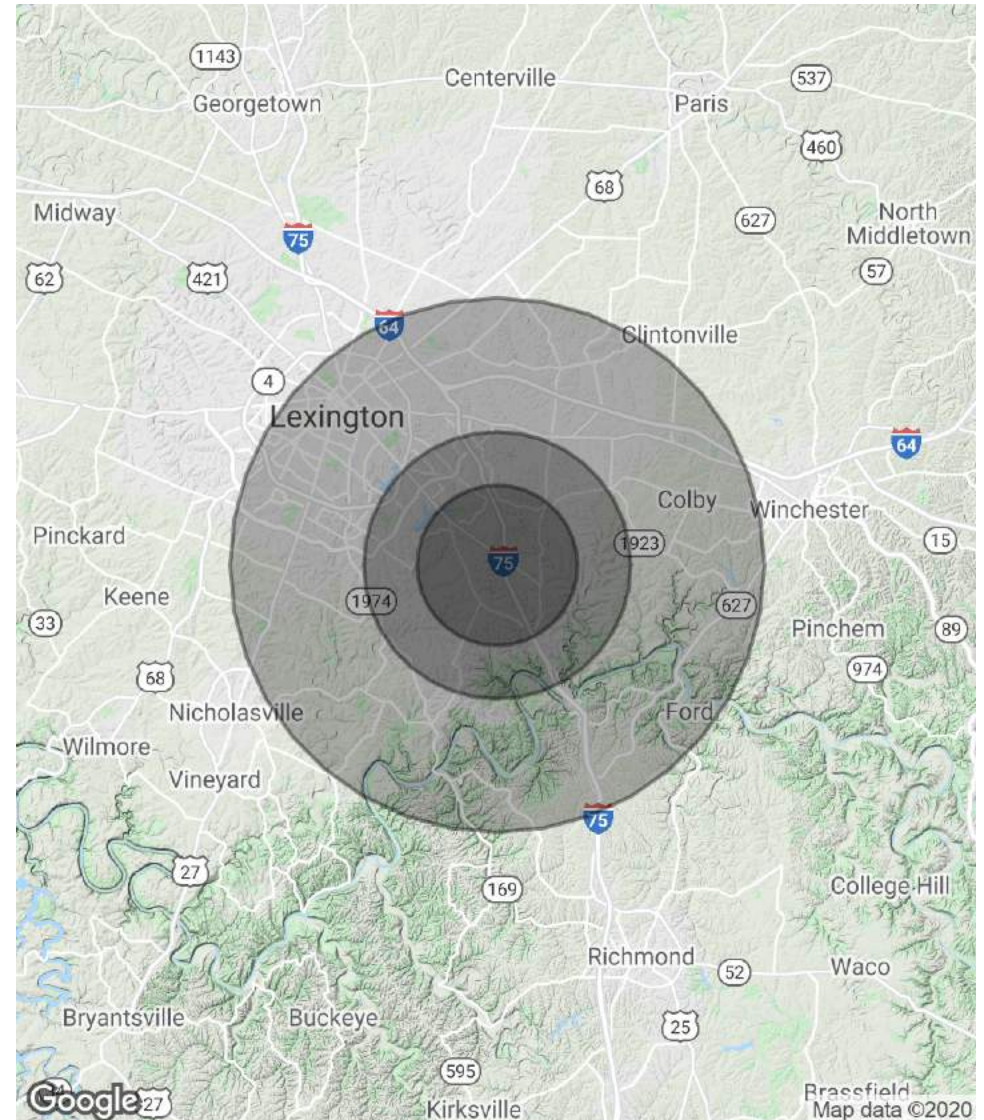 1143
Centerville
537
Georgetown
Paris
460
68
Midway
627
North
Middletown
75
62
421
57
64
Clintonville
4
Lexington
64
Colby
Winchester
Pinckard
1923
15
75
Keene
1974
627
33
Pinchem
89
68
974
Nicholasville
Ford
Wilmore
Vineyard
75
27
169
College Hill
Richmond
52
Waco
Bryantsville
Buckeye
25
595
Brassfield
Google
27
Kirksville
Map data ©2020